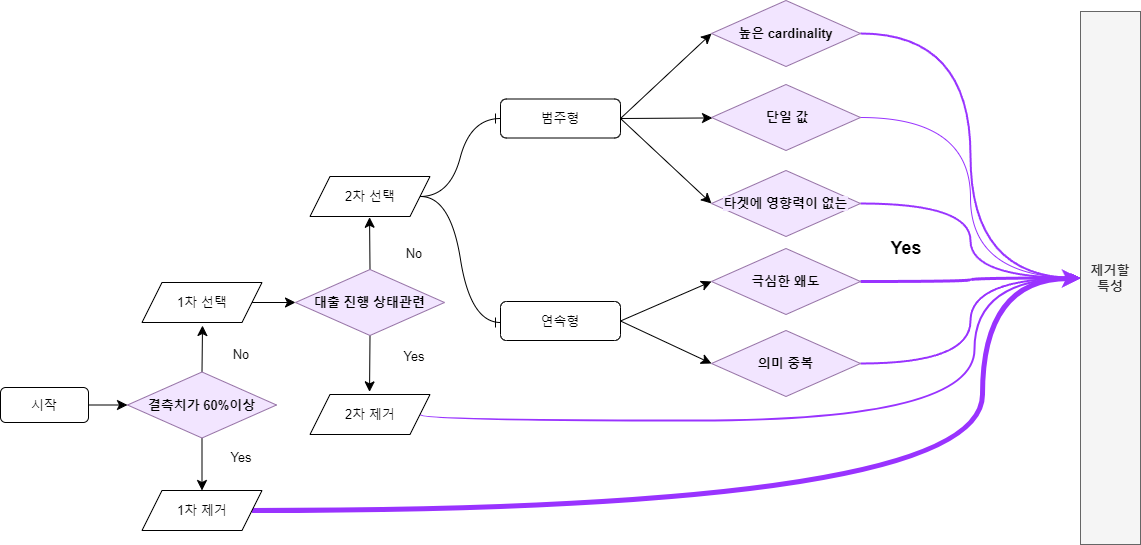 높은 cardinality
범주형
단일 값
2차 선택
타겟에 영향력이 없는
No
Yes
1차 선택
대출 진행 상태관련
극심한 왜도
제거할
특성
연속형
No
Yes
의미 중복
시작
결측치가 60%이상
2차 제거
Yes
1차 제거